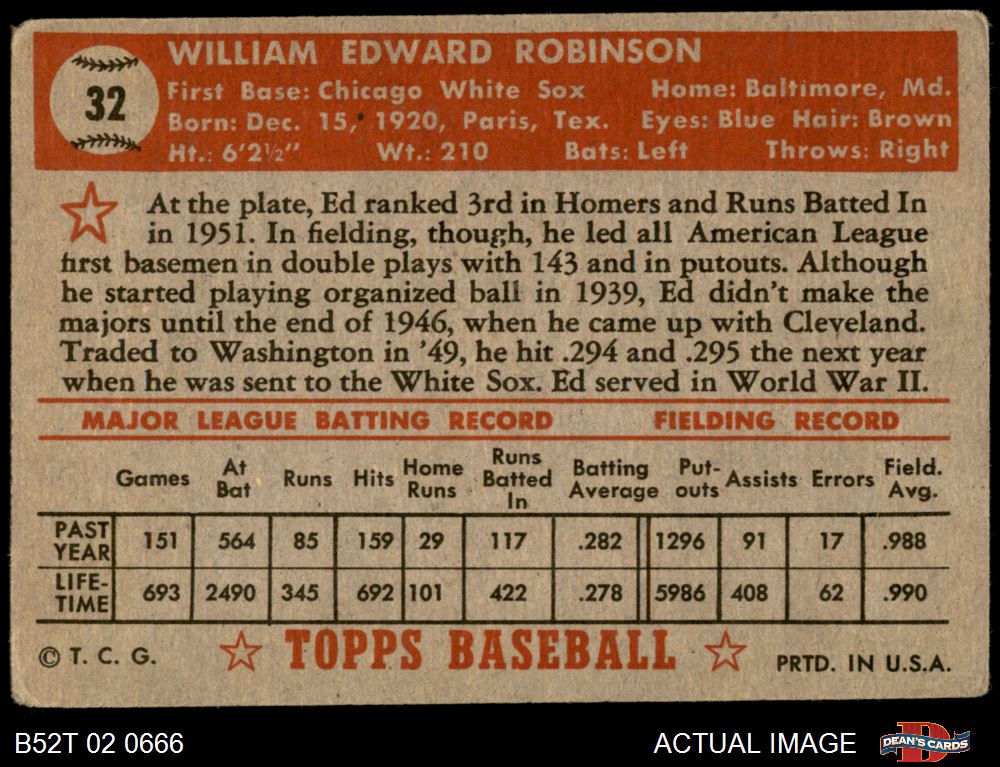 32
WILLIAM EDWARD ROBINSON
First Base: Chicago White Sox Home: Baltimore, Md.
Born: Dec. 15, 1920, Paris, Tex. Eyes: Blue Hair: Brown
Ht.: 6'2½" Wt.: 210 Bats: Left Throws: Right
At the plate, Ed ranked 3rd in Homers and Runs Batted In
in 1951. In fielding, though, he led all American League
first basemen in double plays with 143 and in putouts. Although
he started playing organized ball in 1939, Ed didn't make the
majors until the end of 1946, when he came up with Cleveland.
Traded to Washington in '49, he hit .294 and .295 the next year
when he was sent to the White Sox. Ed served in World War II.
MAJOR LEAGUE BATTING RECORD FIELDING RECORD
Games At Bat Runs Hits Home Runs Runs Batted In Batting Average Put-outs Assists Errors Field. Avg.
PAST YEAR 151 564 85 159 29 117 .282 1296 91 17 .988
LIFE-TIME 693 2490 345 692 101 422 .278 5986 408 62 .990
© T. C. G. TOPPS BASEBALL PRTD. IN U.S.A.
B52T 02 0666 ACTUAL IMAGE DEAN'S CARDS